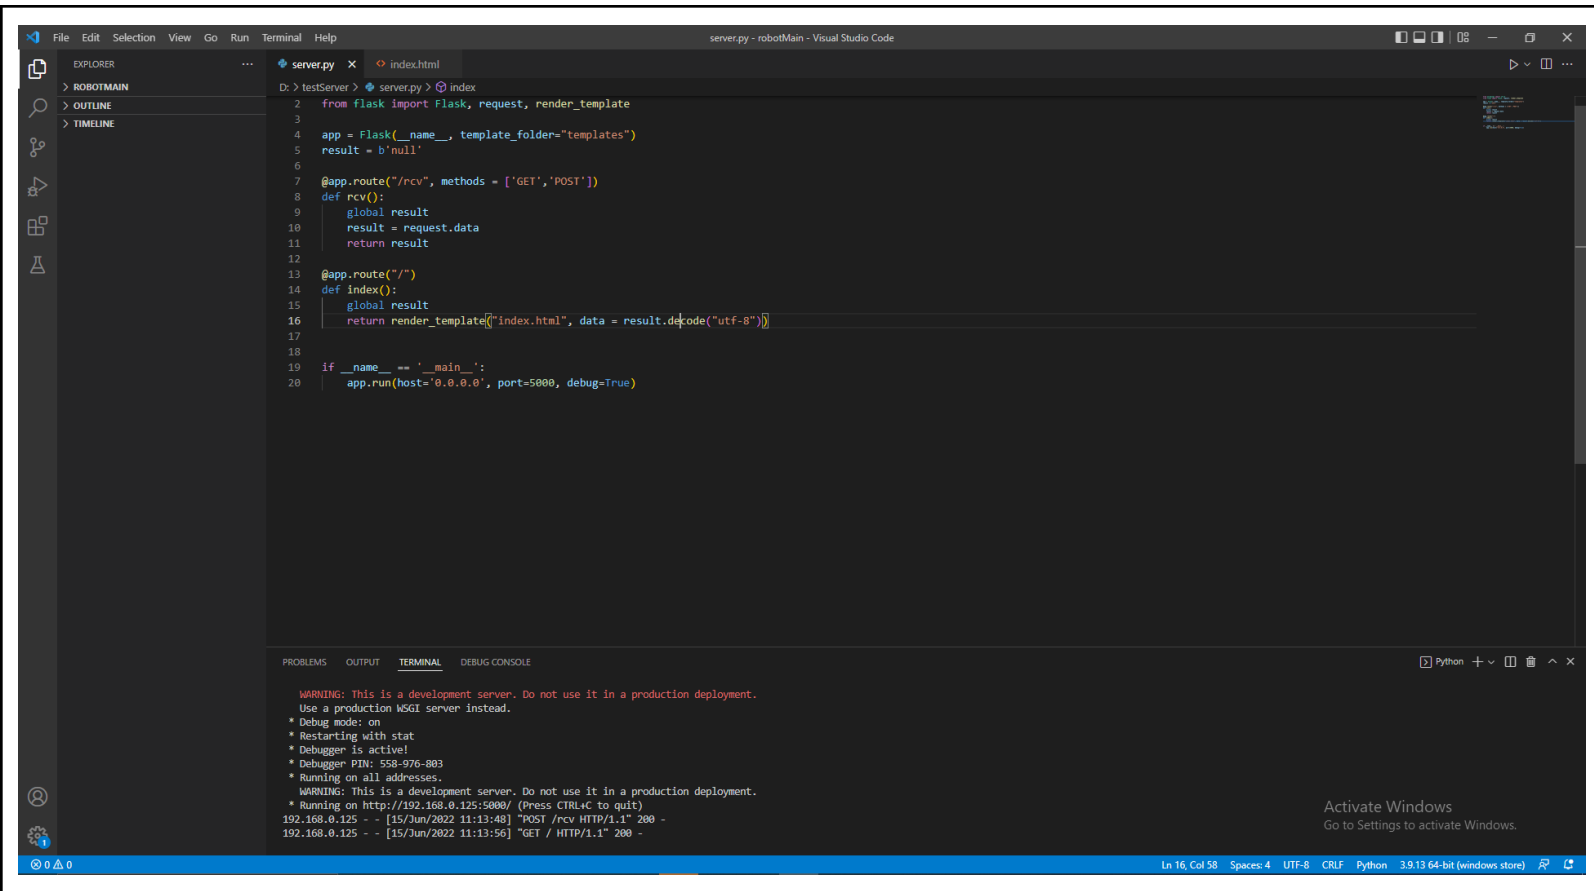 File Edit Selection View Go Run Terminal Help
server.py - robotMain - Visual Studio Code
EXPLORER
ROBOTMAIN
OUTLINE
TIMELINE
server.py
index.html
D: > testServer > server.py > index
2 from flask import Flask, request, render_template
3
4 app = Flask(__name__, template_folder="templates")
5 result = b'null'
6
7 @app.route("/rcv", methods = ['GET','POST'])
8 def rcv():
9 global result
10 result = request.data
11 return result
12
13 @app.route("/")
14 def index():
15 global result
16 return render_template("index.html", data = result.decode("utf-8"))
17
18
19 if __name__ == '__main__':
20 app.run(host='0.0.0.0', port=5000, debug=True)
PROBLEMS OUTPUT TERMINAL DEBUG CONSOLE
Python
WARNING: This is a development server. Do not use it in a production deployment.
Use a production WSGI server instead.
* Debug mode: on
* Restarting with stat
* Debugger is active!
* Debugger PIN: 558-976-803
* Running on all addresses.
WARNING: This is a development server. Do not use it in a production deployment.
* Running on http://192.168.0.125:5000/ (Press CTRL+C to quit)
192.168.0.125 - - [15/Jun/2022 11:13:48] "POST /rcv HTTP/1.1" 200 -
192.168.0.125 - - [15/Jun/2022 11:13:56] "GET / HTTP/1.1" 200 -
Activate Windows
Go to Settings to activate Windows.
1
0 0
Ln 16, Col 58 Spaces: 4 UTF-8 CRLF Python 3.9.13 64-bit (windows store)